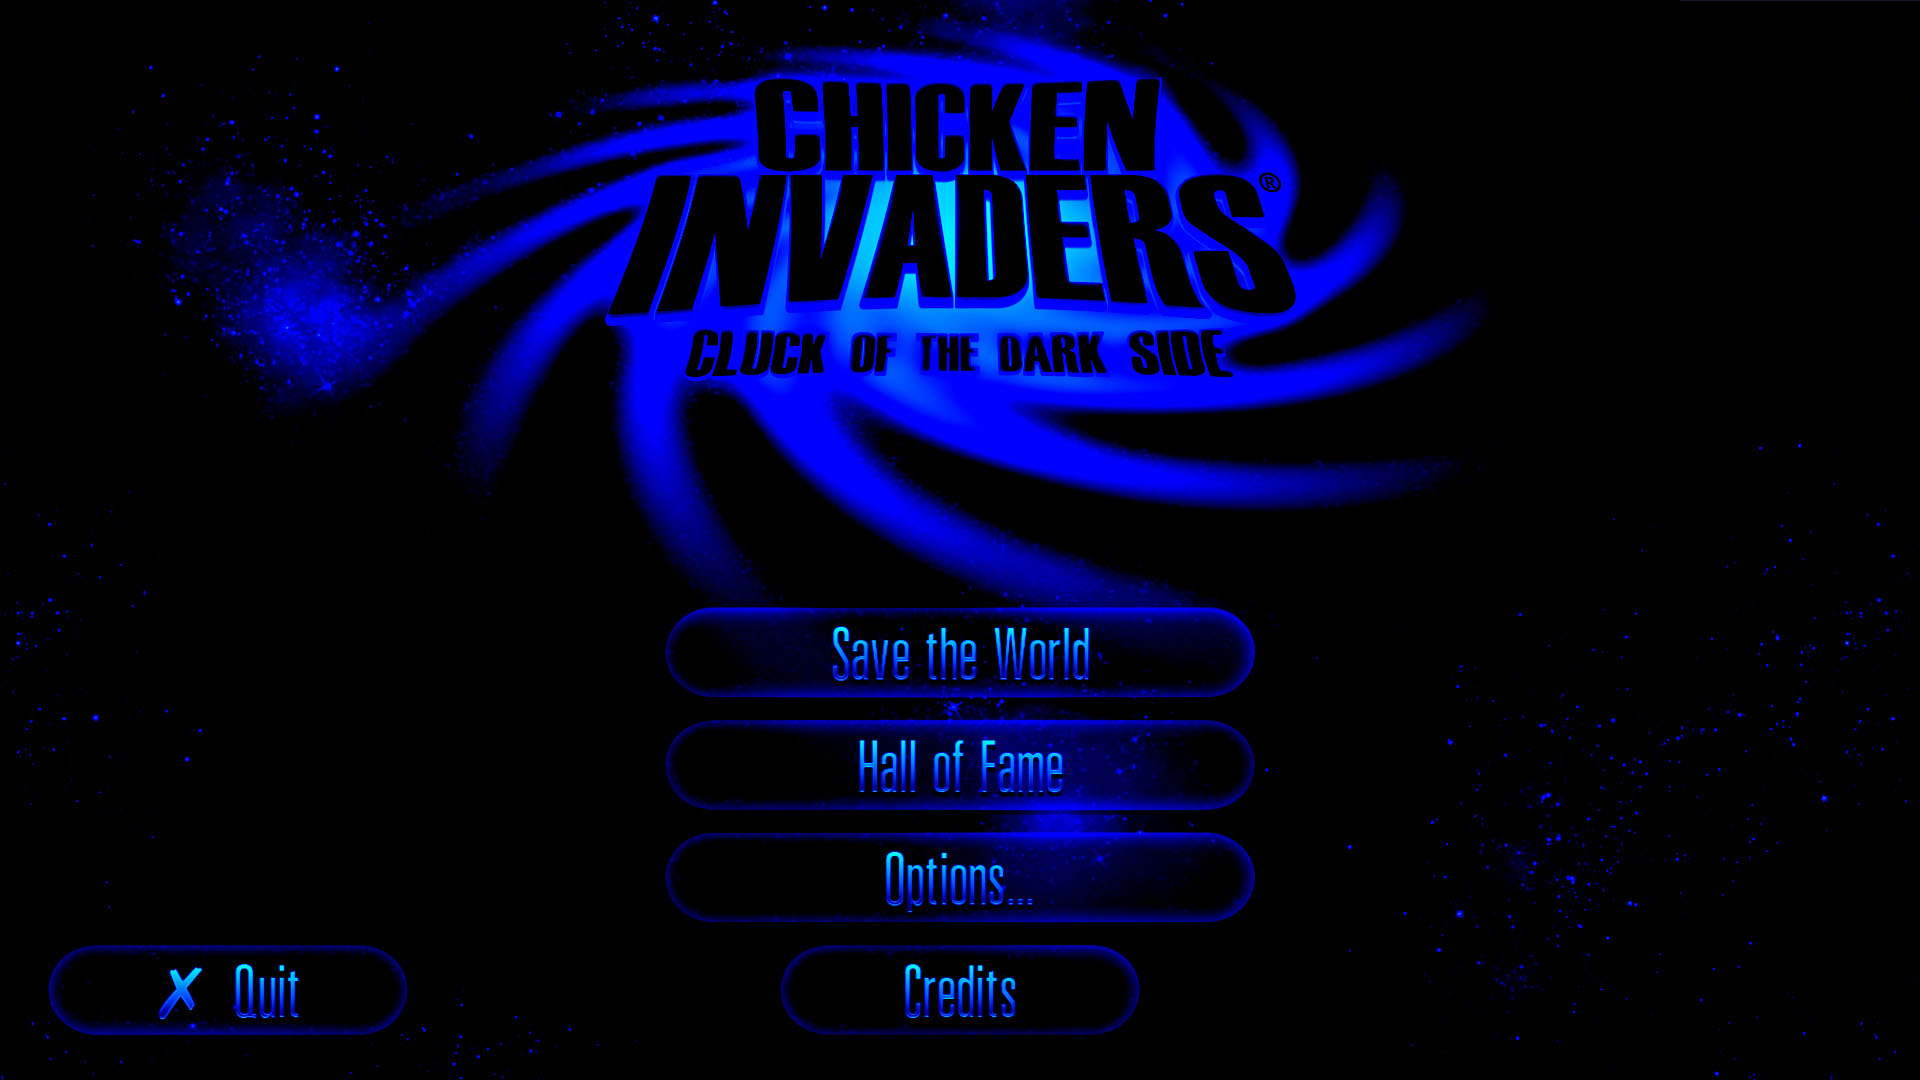 CHICKEN
INVADERS®
CLUCK OF THE DARK SIDE
Save the World
Hall of Fame
Options...
Credits
✗ Quit